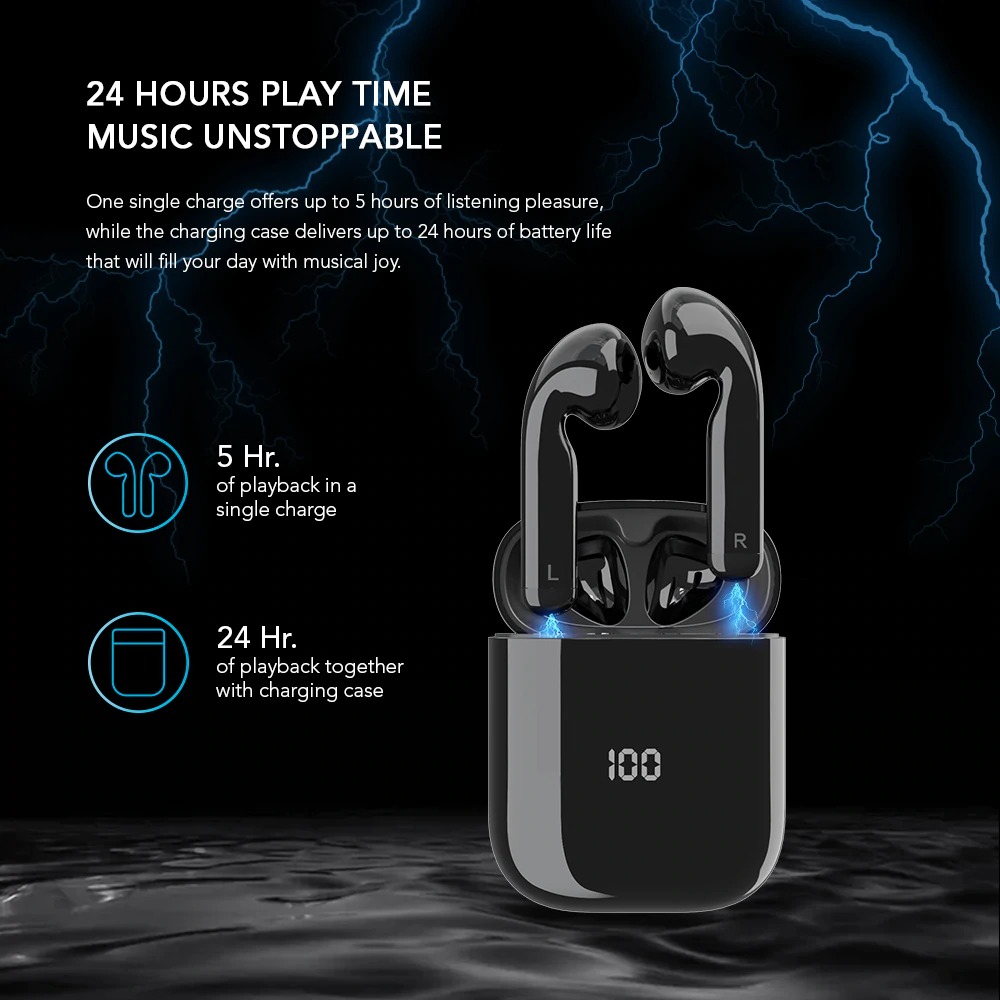 24 HOURS PLAY TIME
MUSIC UNSTOPPABLE
One single charge offers up to 5 hours of listening pleasure,
while the charging case delivers up to 24 hours of battery life
that will fill your day with musical joy.
5 Hr.
of playback in a
single charge
24 Hr.
of playback together
with charging case
L
R
100